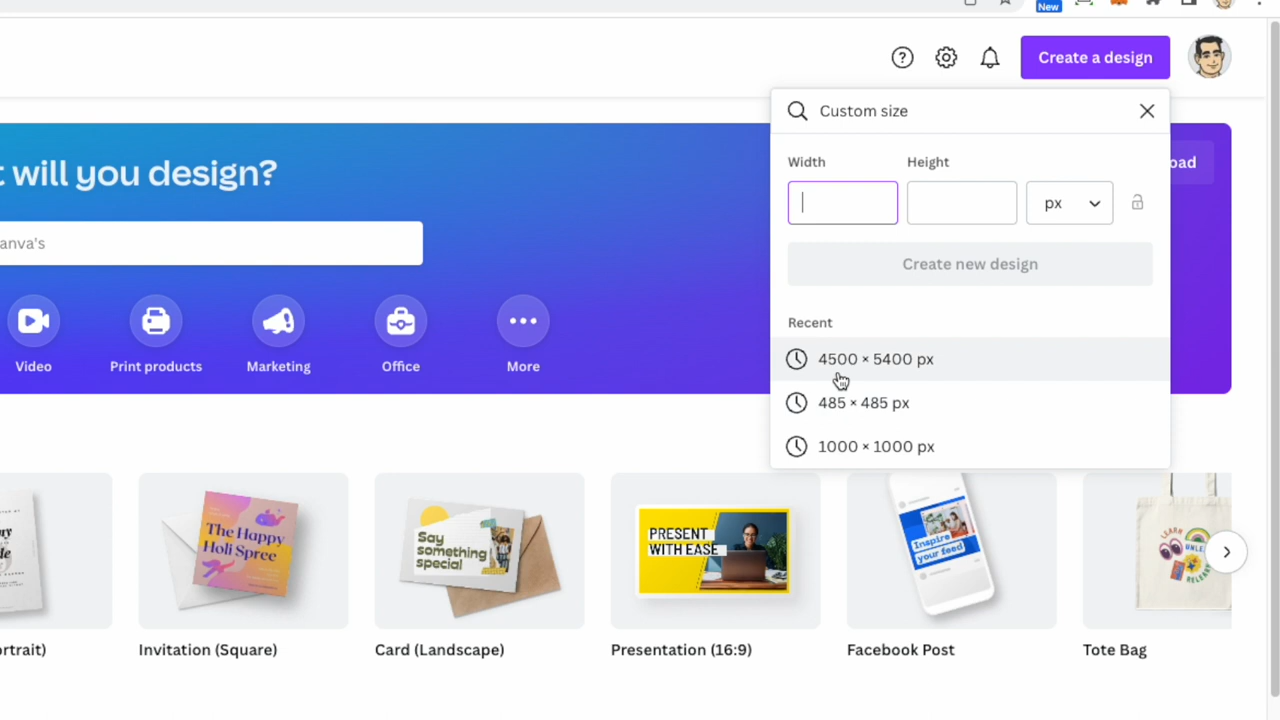 New
Create a design
Custom size
Width
Height
oad
t will you design?
px
anva's
Create new design
Recent
Video
Print products
Marketing
Office
More
4500 × 5400 px
485 × 485 px
1000 × 1000 px
The Happy
Holi Spree
Say
something
special
PRESENT
WITH EASE
Inspire
your feed
LEARN
RELEARN
rtrait)
Invitation (Square)
Card (Landscape)
Presentation (16:9)
Facebook Post
Tote Bag